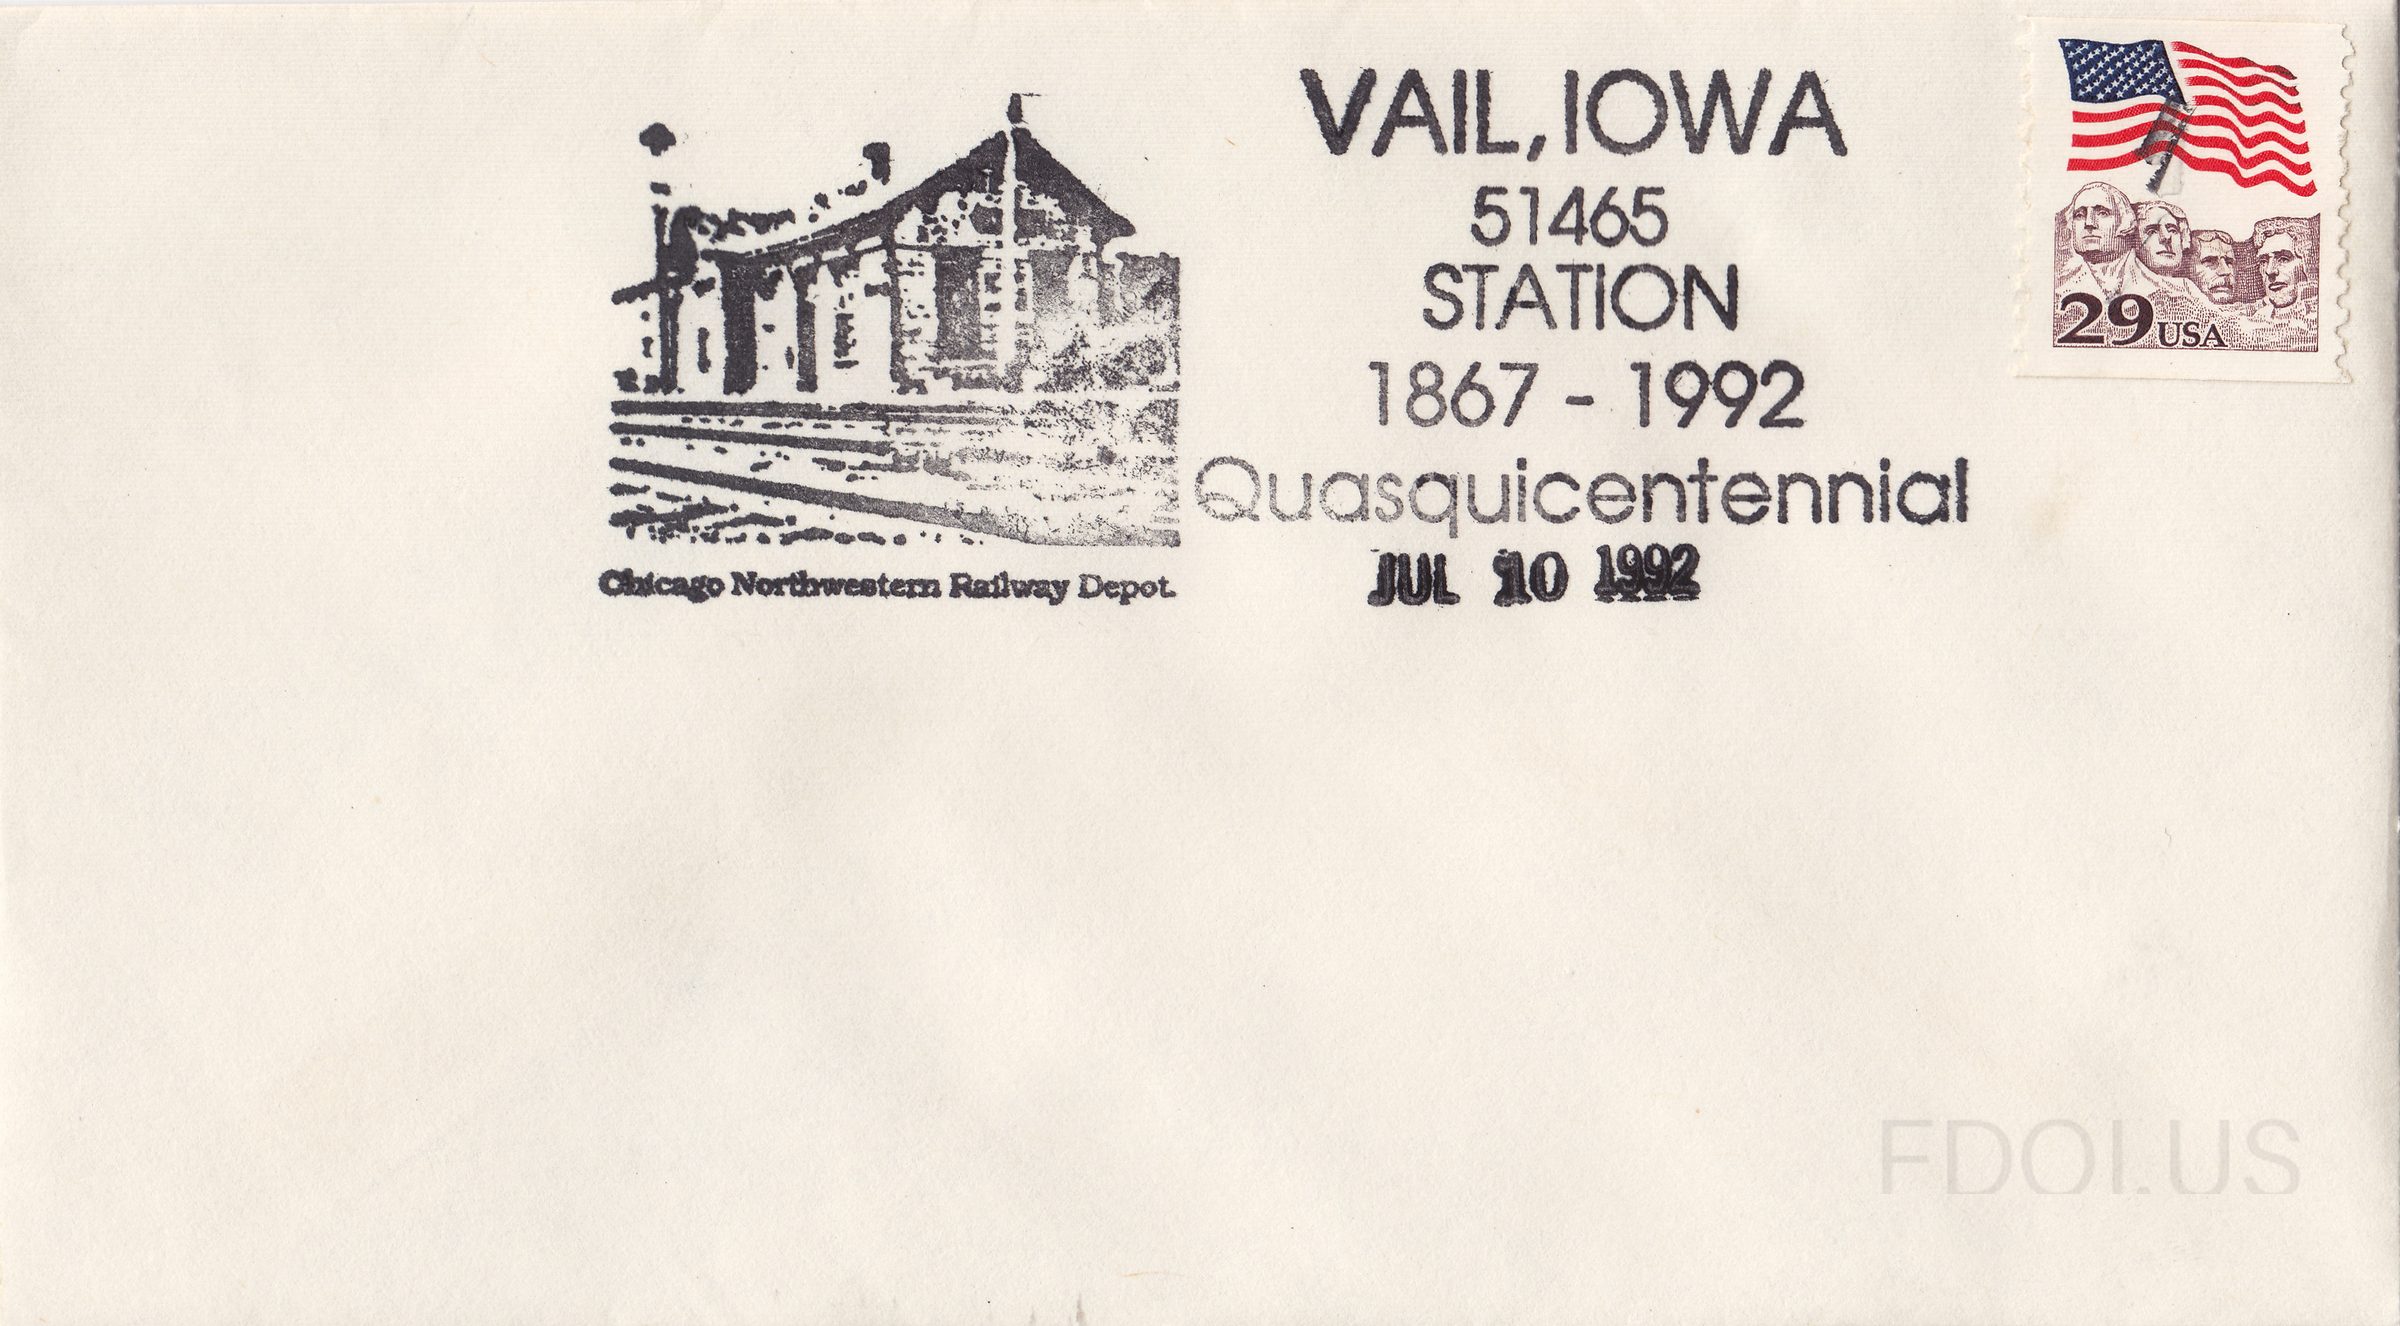 VAIL, IOWA
51465
STATION
1867 - 1992
Quasquicentennial
JUL 10 1992
Chicago Northwestern Railway Depot.
29 USA
FDOI.US